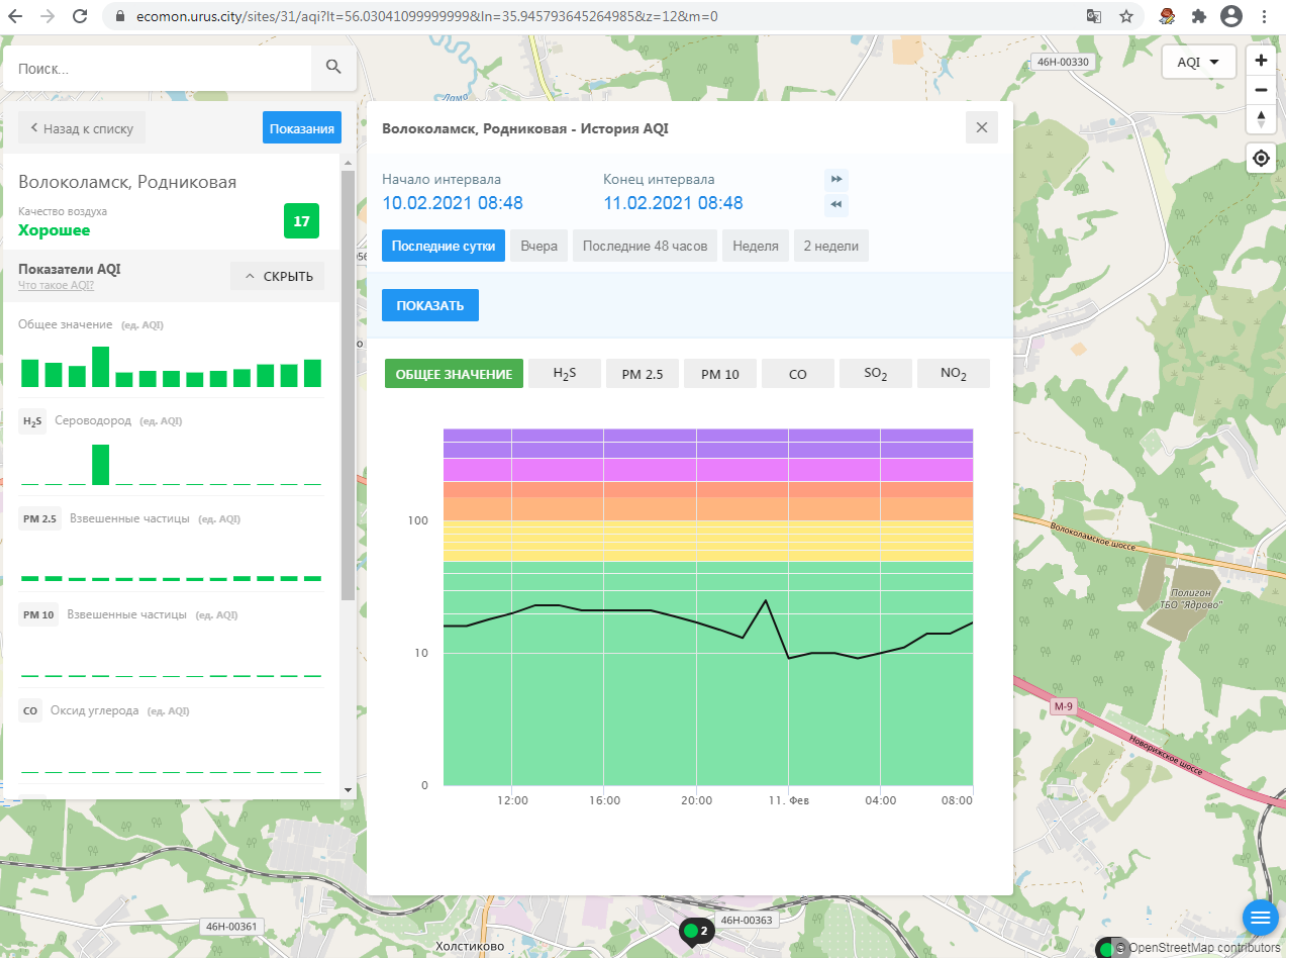 ecomon.urus.city/sites/31/aqi?lt=56.03041099999999&ln=35.945793645264985&z=12&m=0
Поиск...
46Н-00330
AQI
Лама
Назад к списку
Показания
Волоколамск, Родниковая
Качество воздуха
Хорошее
17
Показатели AQI
Что такое AQI?
СКРЫТЬ
Общее значение (ед. AQI)
H2S Сероводород (ед. AQI)
PM 2.5 Взвешенные частицы (ед. AQI)
PM 10 Взвешенные частицы (ед. AQI)
CO Оксид углерода (ед. AQI)
Волоколамск, Родниковая - История AQI
Начало интервала
Конец интервала
10.02.2021 08:48
11.02.2021 08:48
Последние сутки
Вчера
Последние 48 часов
Неделя
2 недели
ПОКАЗАТЬ
ОБЩЕЕ ЗНАЧЕНИЕ
H2S
PM 2.5
PM 10
CO
SO2
NO2
100
10
0
12:00
16:00
20:00
11. Фев
04:00
08:00
Волоколамское шоссе
Полигон
ТБО "Ядрово"
М-9
Новорижское шоссе
46Н-00361
46Н-00363
2
Холстиково
© OpenStreetMap contributors